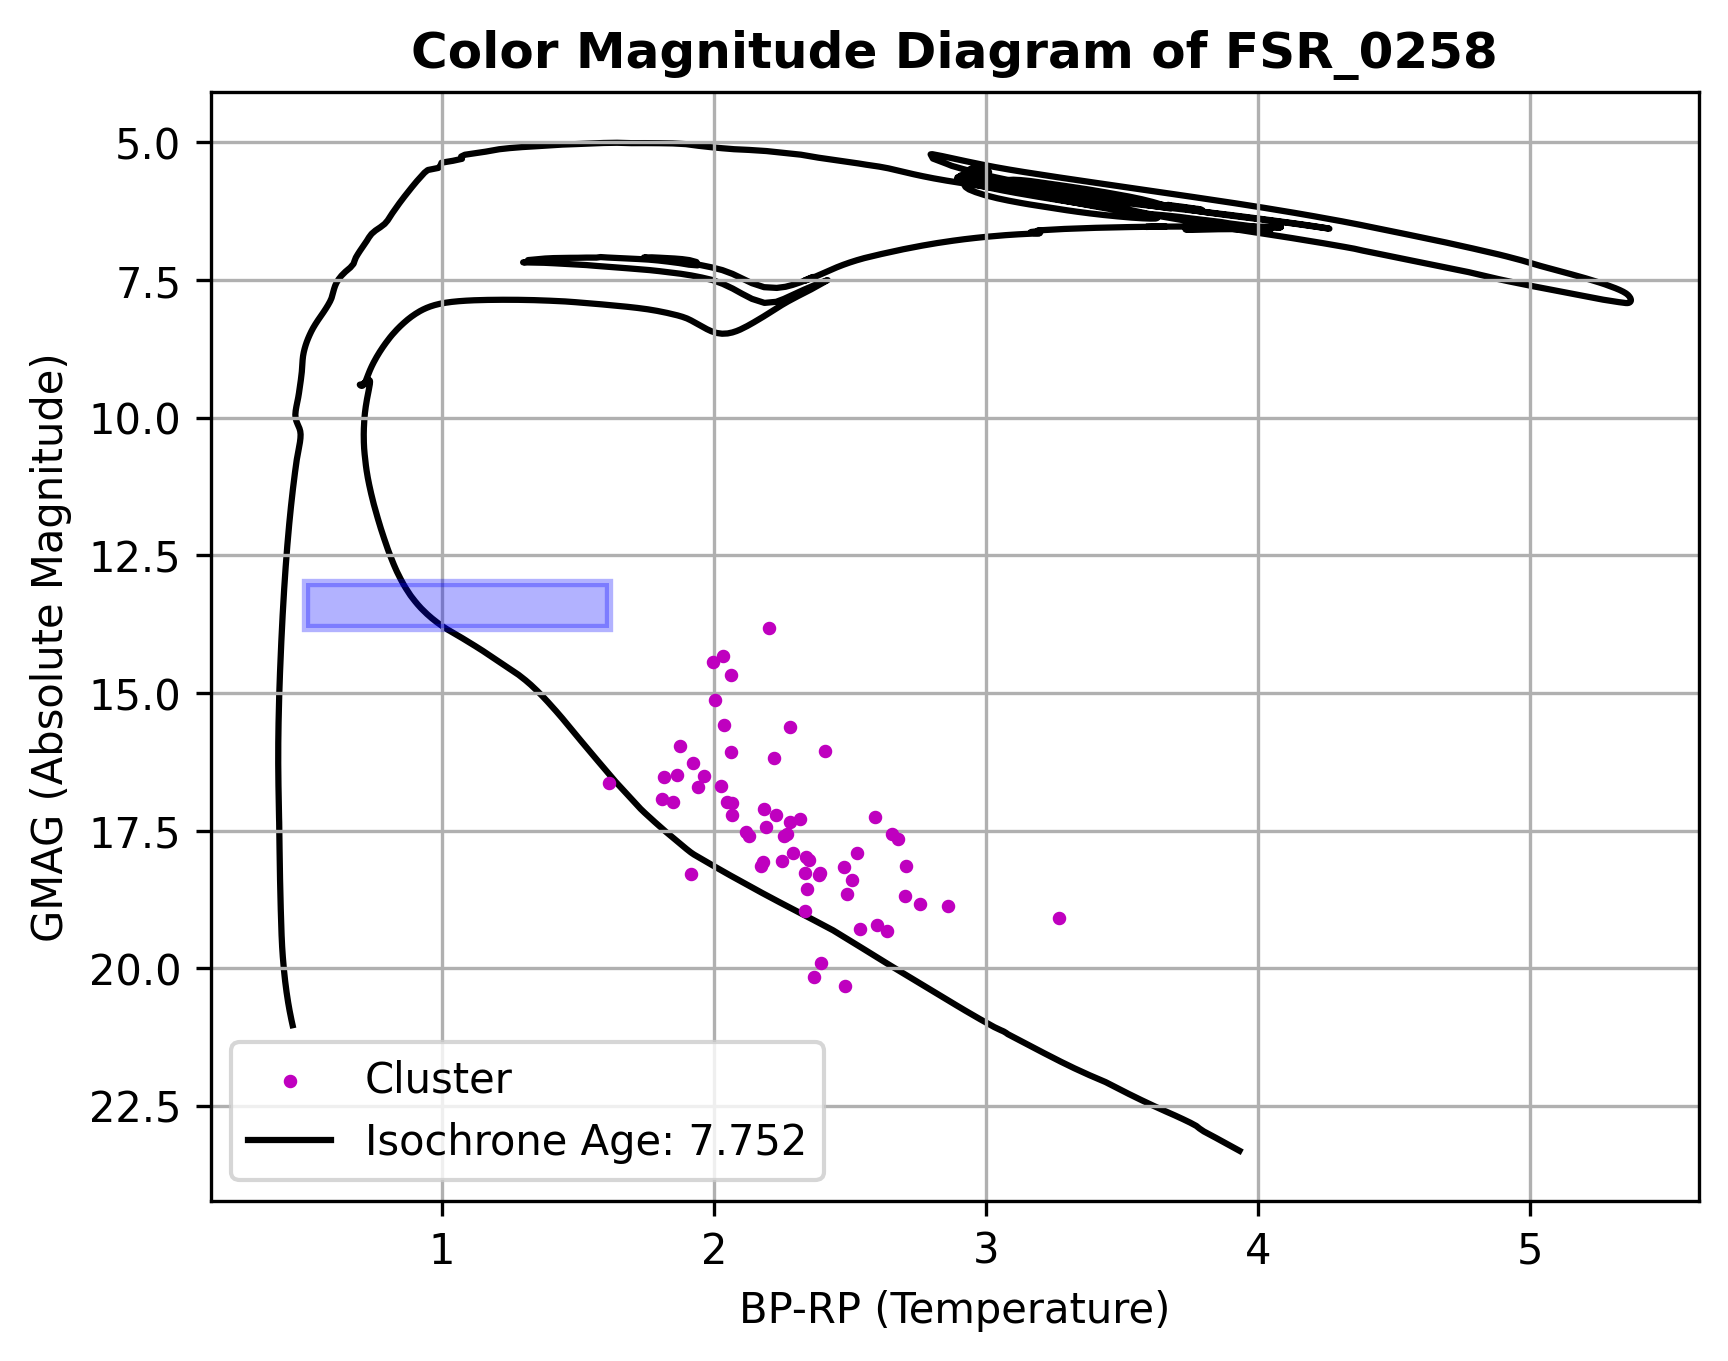 Color Magnitude Diagram of FSR_0258
GMAG (Absolute Magnitude)
5.0
7.5
10.0
12.5
15.0
17.5
20.0
22.5
Cluster
Isochrone Age: 7.752
1 2 3 4 5
BP-RP (Temperature)